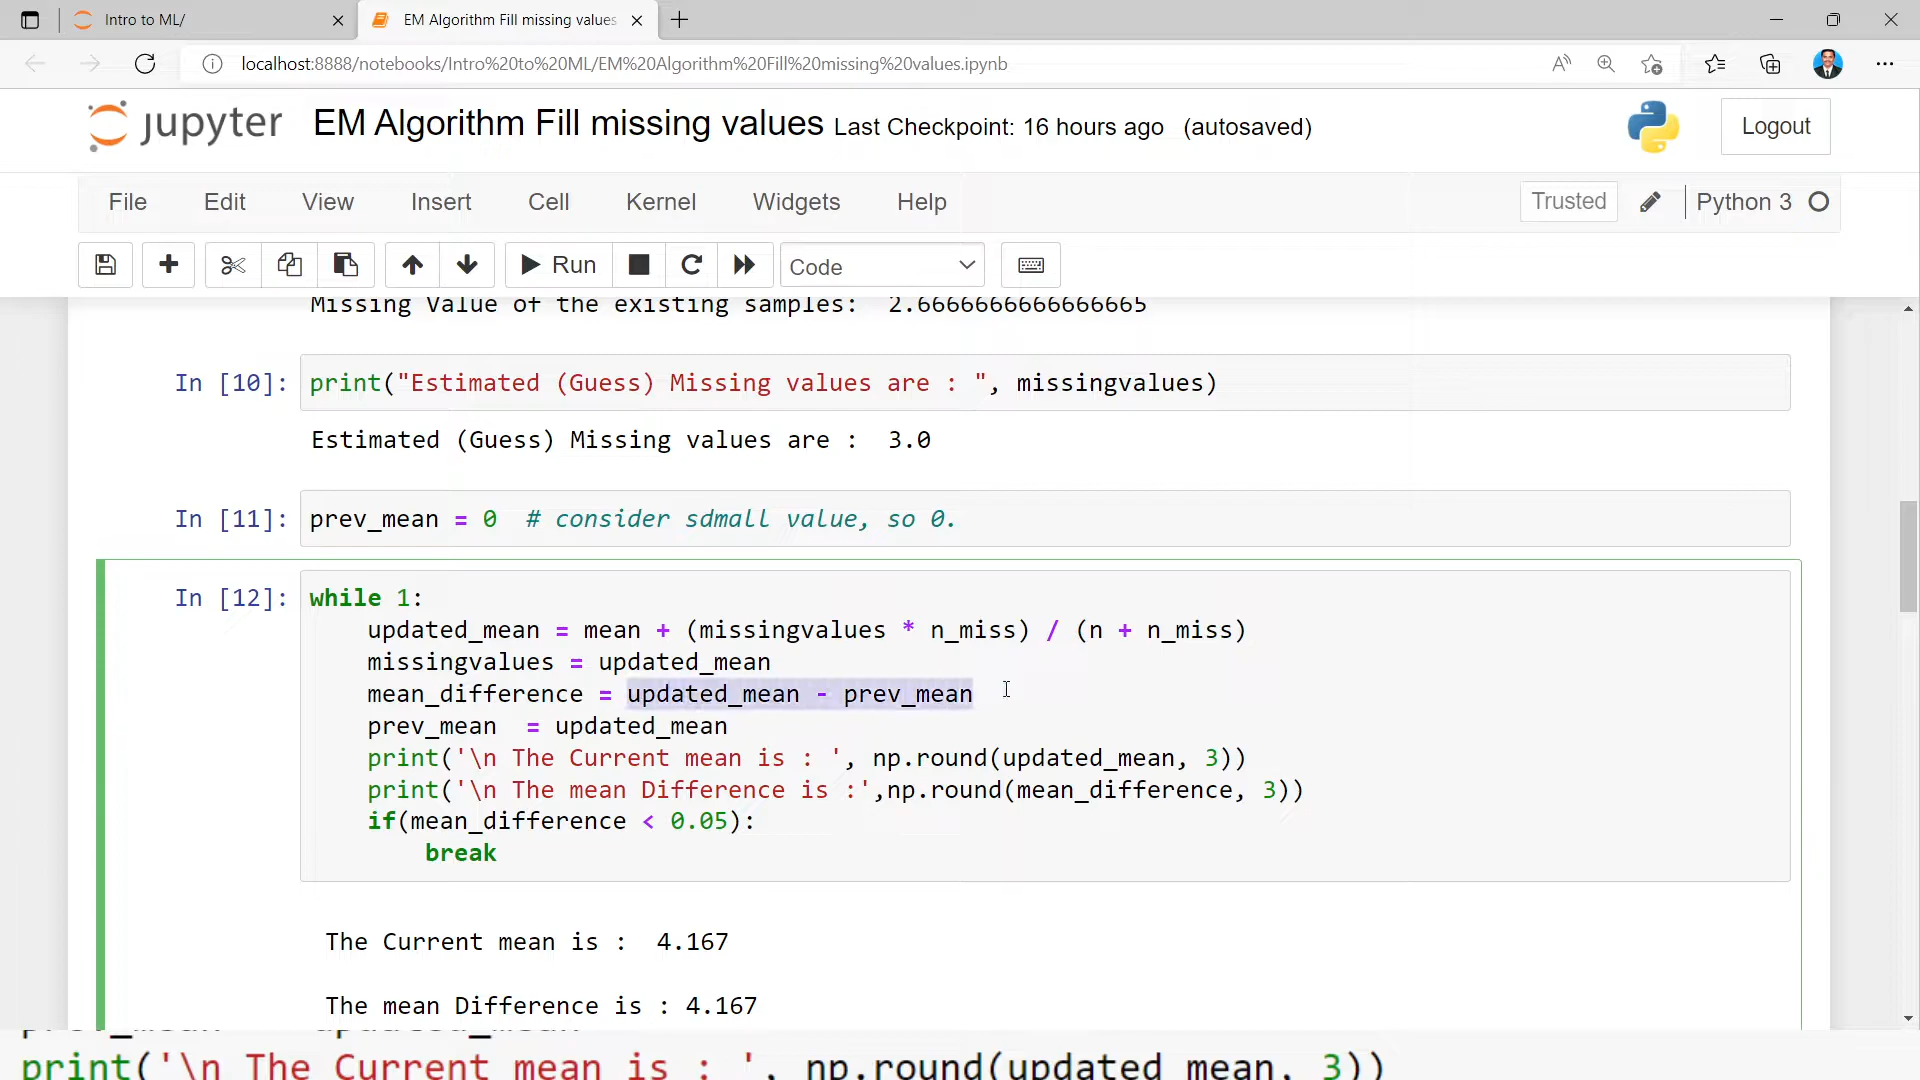 Intro to ML/
EM Algorithm Fill missing values
localhost:8888/notebooks/Intro%20to%20ML/EM%20Algorithm%20Fill%20missing%20values.ipynb
jupyter EM Algorithm Fill missing values Last Checkpoint: 16 hours ago (autosaved)
Logout
File Edit View Insert Cell Kernel Widgets Help
Trusted Python 3
Run Code
Missing Value of the existing samples:  2.6666666666666665
In [10]: print("Estimated (Guess) Missing values are : ", missingvalues)
Estimated (Guess) Missing values are :  3.0
In [11]: prev_mean = 0  # consider sdmall value, so 0.
In [12]: while 1:
    updated_mean = mean + (missingvalues * n_miss) / (n + n_miss)
    missingvalues = updated_mean
    mean_difference = updated_mean - prev_mean
    prev_mean  = updated_mean
    print('\n The Current mean is : ', np.round(updated_mean, 3))
    print('\n The mean Difference is :',np.round(mean_difference, 3))
    if(mean_difference < 0.05):
        break
The Current mean is :  4.167
The mean Difference is : 4.167
print('\n The Current mean is : ', np.round(updated_mean, 3))